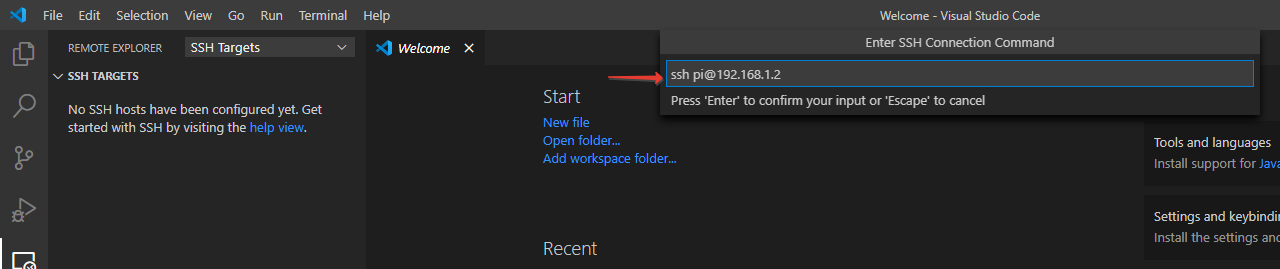 File Edit Selection View Go Run Terminal Help Welcome - Visual Studio Code
REMOTE EXPLORER SSH Targets
SSH TARGETS
No SSH hosts have been configured yet. Get
started with SSH by visiting the help view.
Welcome
Enter SSH Connection Command
ssh pi@192.168.1.2
Press 'Enter' to confirm your input or 'Escape' to cancel
Start
New file
Open folder...
Add workspace folder...
Recent
Tools and languages
Install support for Java
Settings and keybindin
Install the settings an